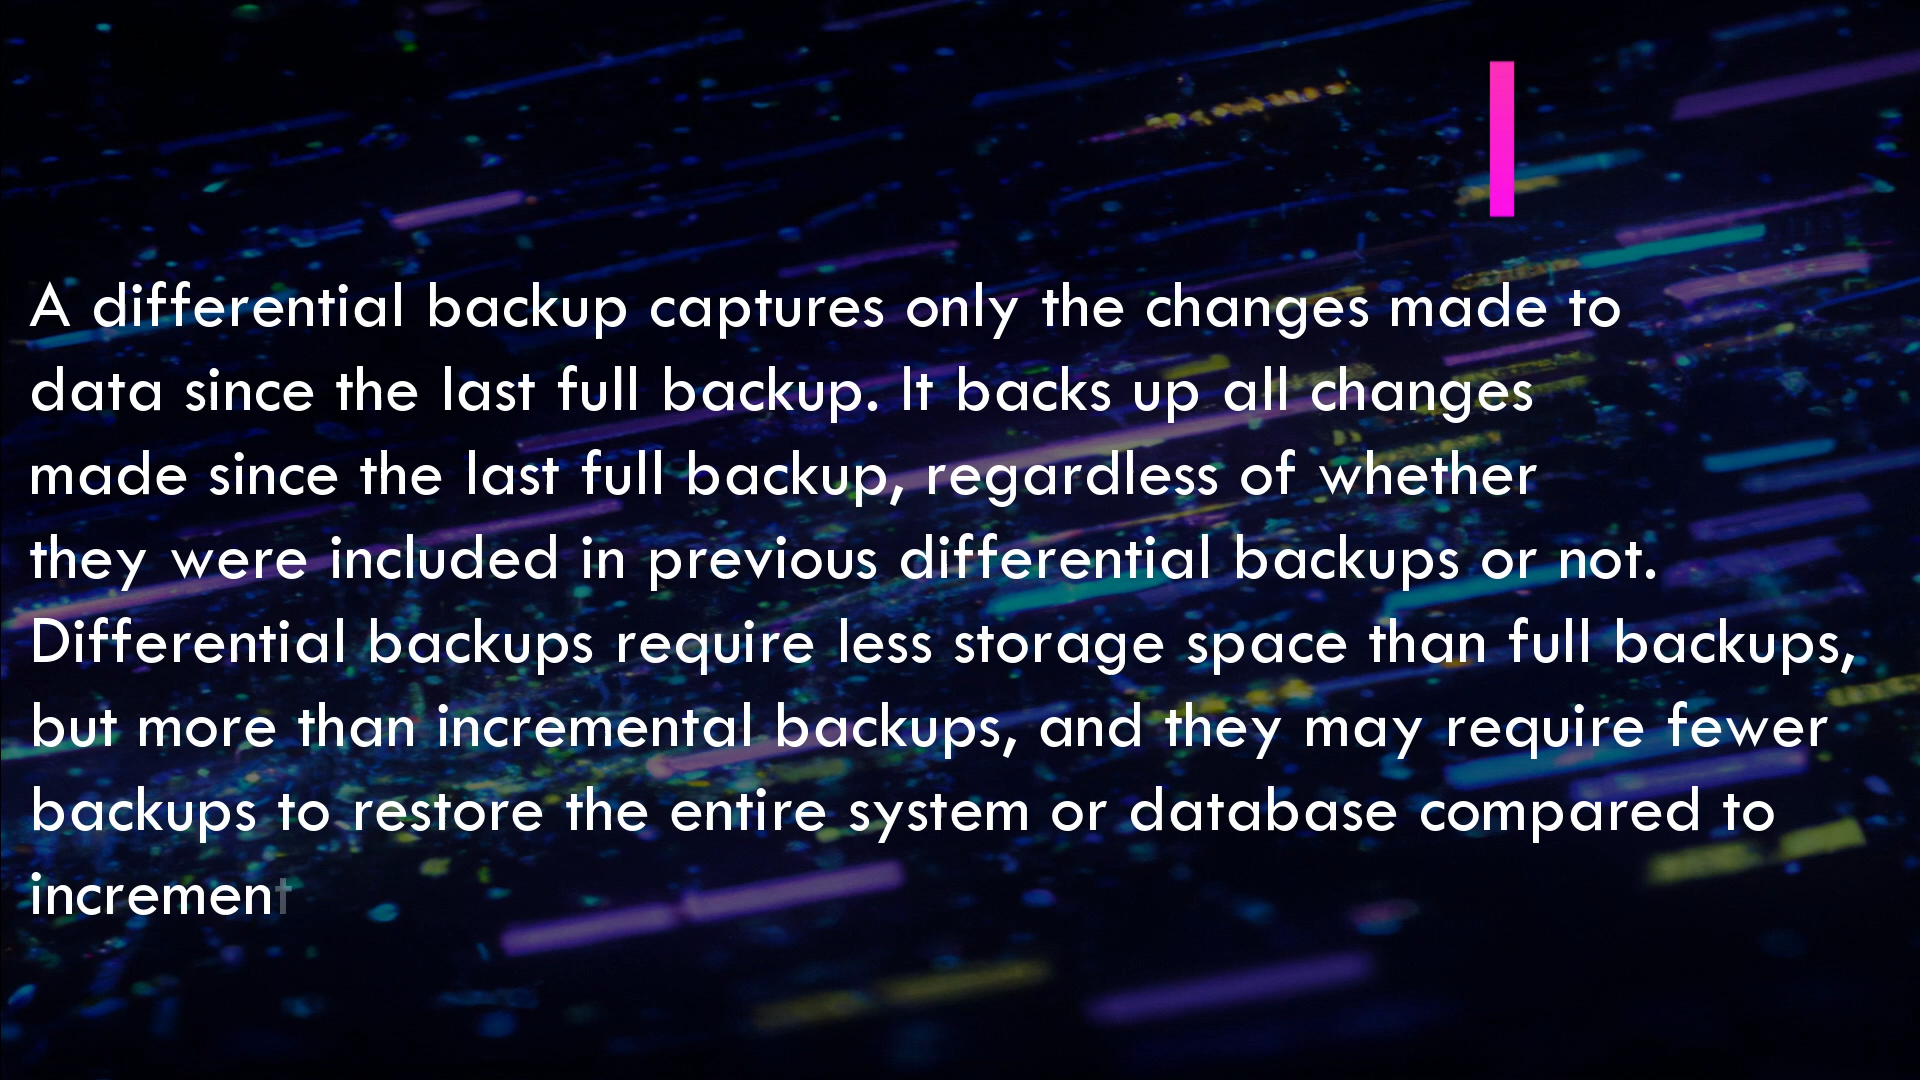 A differential backup captures only the changes made to
data since the last full backup. It backs up all changes
made since the last full backup, regardless of whether
they were included in previous differential backups or not.
Differential backups require less storage space than full backups,
but more than incremental backups, and they may require fewer
backups to restore the entire system or database compared to
increment